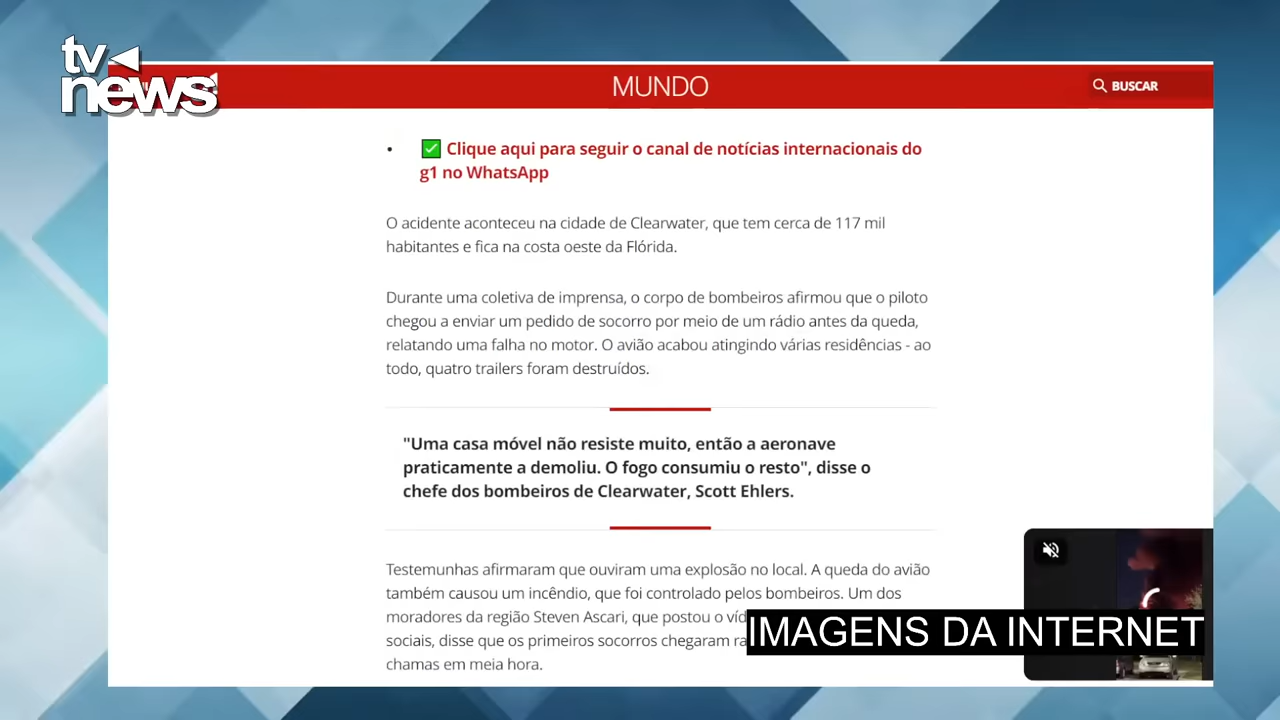 tv
news
MUNDO
BUSCAR
• ✅ Clique aqui para seguir o canal de notícias internacionais do
g1 no WhatsApp
O acidente aconteceu na cidade de Clearwater, que tem cerca de 117 mil
habitantes e fica na costa oeste da Flórida.
Durante uma coletiva de imprensa, o corpo de bombeiros afirmou que o piloto
chegou a enviar um pedido de socorro por meio de um rádio antes da queda,
relatando uma falha no motor. O avião acabou atingindo várias residências - ao
todo, quatro trailers foram destruídos.
"Uma casa móvel não resiste muito, então a aeronave
praticamente a demoliu. O fogo consumiu o resto", disse o
chefe dos bombeiros de Clearwater, Scott Ehlers.
Testemunhas afirmaram que ouviram uma explosão no local. A queda do avião
também causou um incêndio, que foi controlado pelos bombeiros. Um dos
moradores da região Steven Ascari, que postou o
sociais, disse que os primeiros socorros chegaram
chamas em meia hora.
IMAGENS DA INTERNET